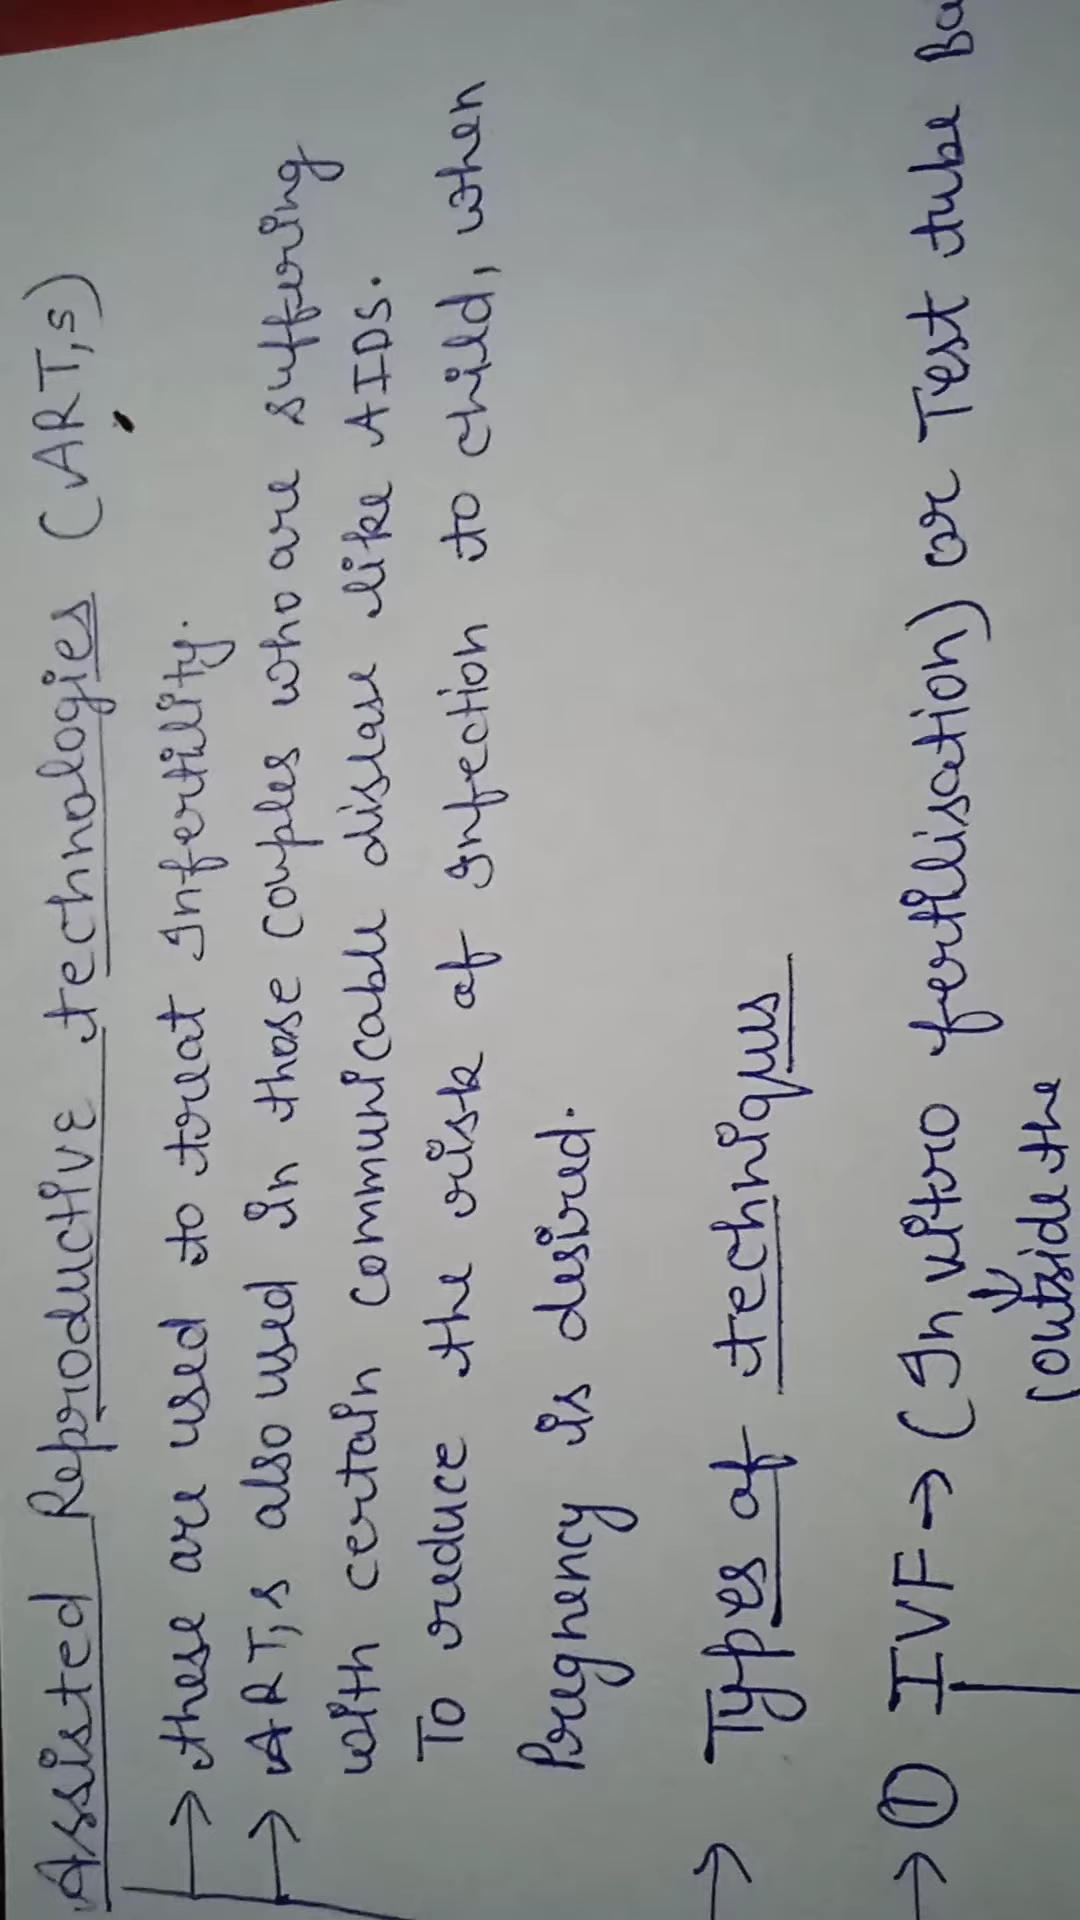 Assisted Reproductive technologies (ART,s)
→ these are used to treat Infertility.
→ ART,s also used in those couples who are suffering
with certain communicable disease like AIDS.
To reduce the risk of Infection to child, when
Pregnency is desired.
→ Types of techniques
→ ① IVF → (In vitro fertilisation) or Test tube Ba
(outside the